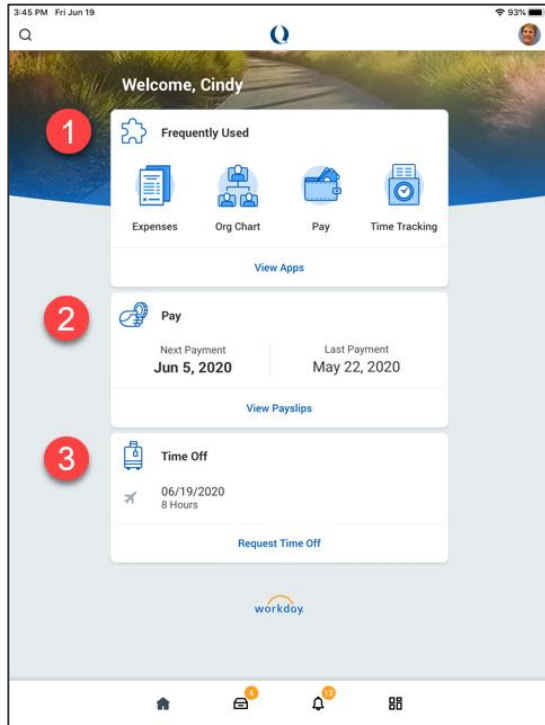 3:45 PM Fri Jun 19
93%
Q
Welcome, Cindy
1
Frequently Used
Expenses
Org Chart
Pay
Time Tracking
View Apps
2
Pay
Next Payment
Last Payment
Jun 5, 2020
May 22, 2020
View Payslips
3
Time Off
06/19/2020
8 Hours
Request Time Off
workday.
4
12